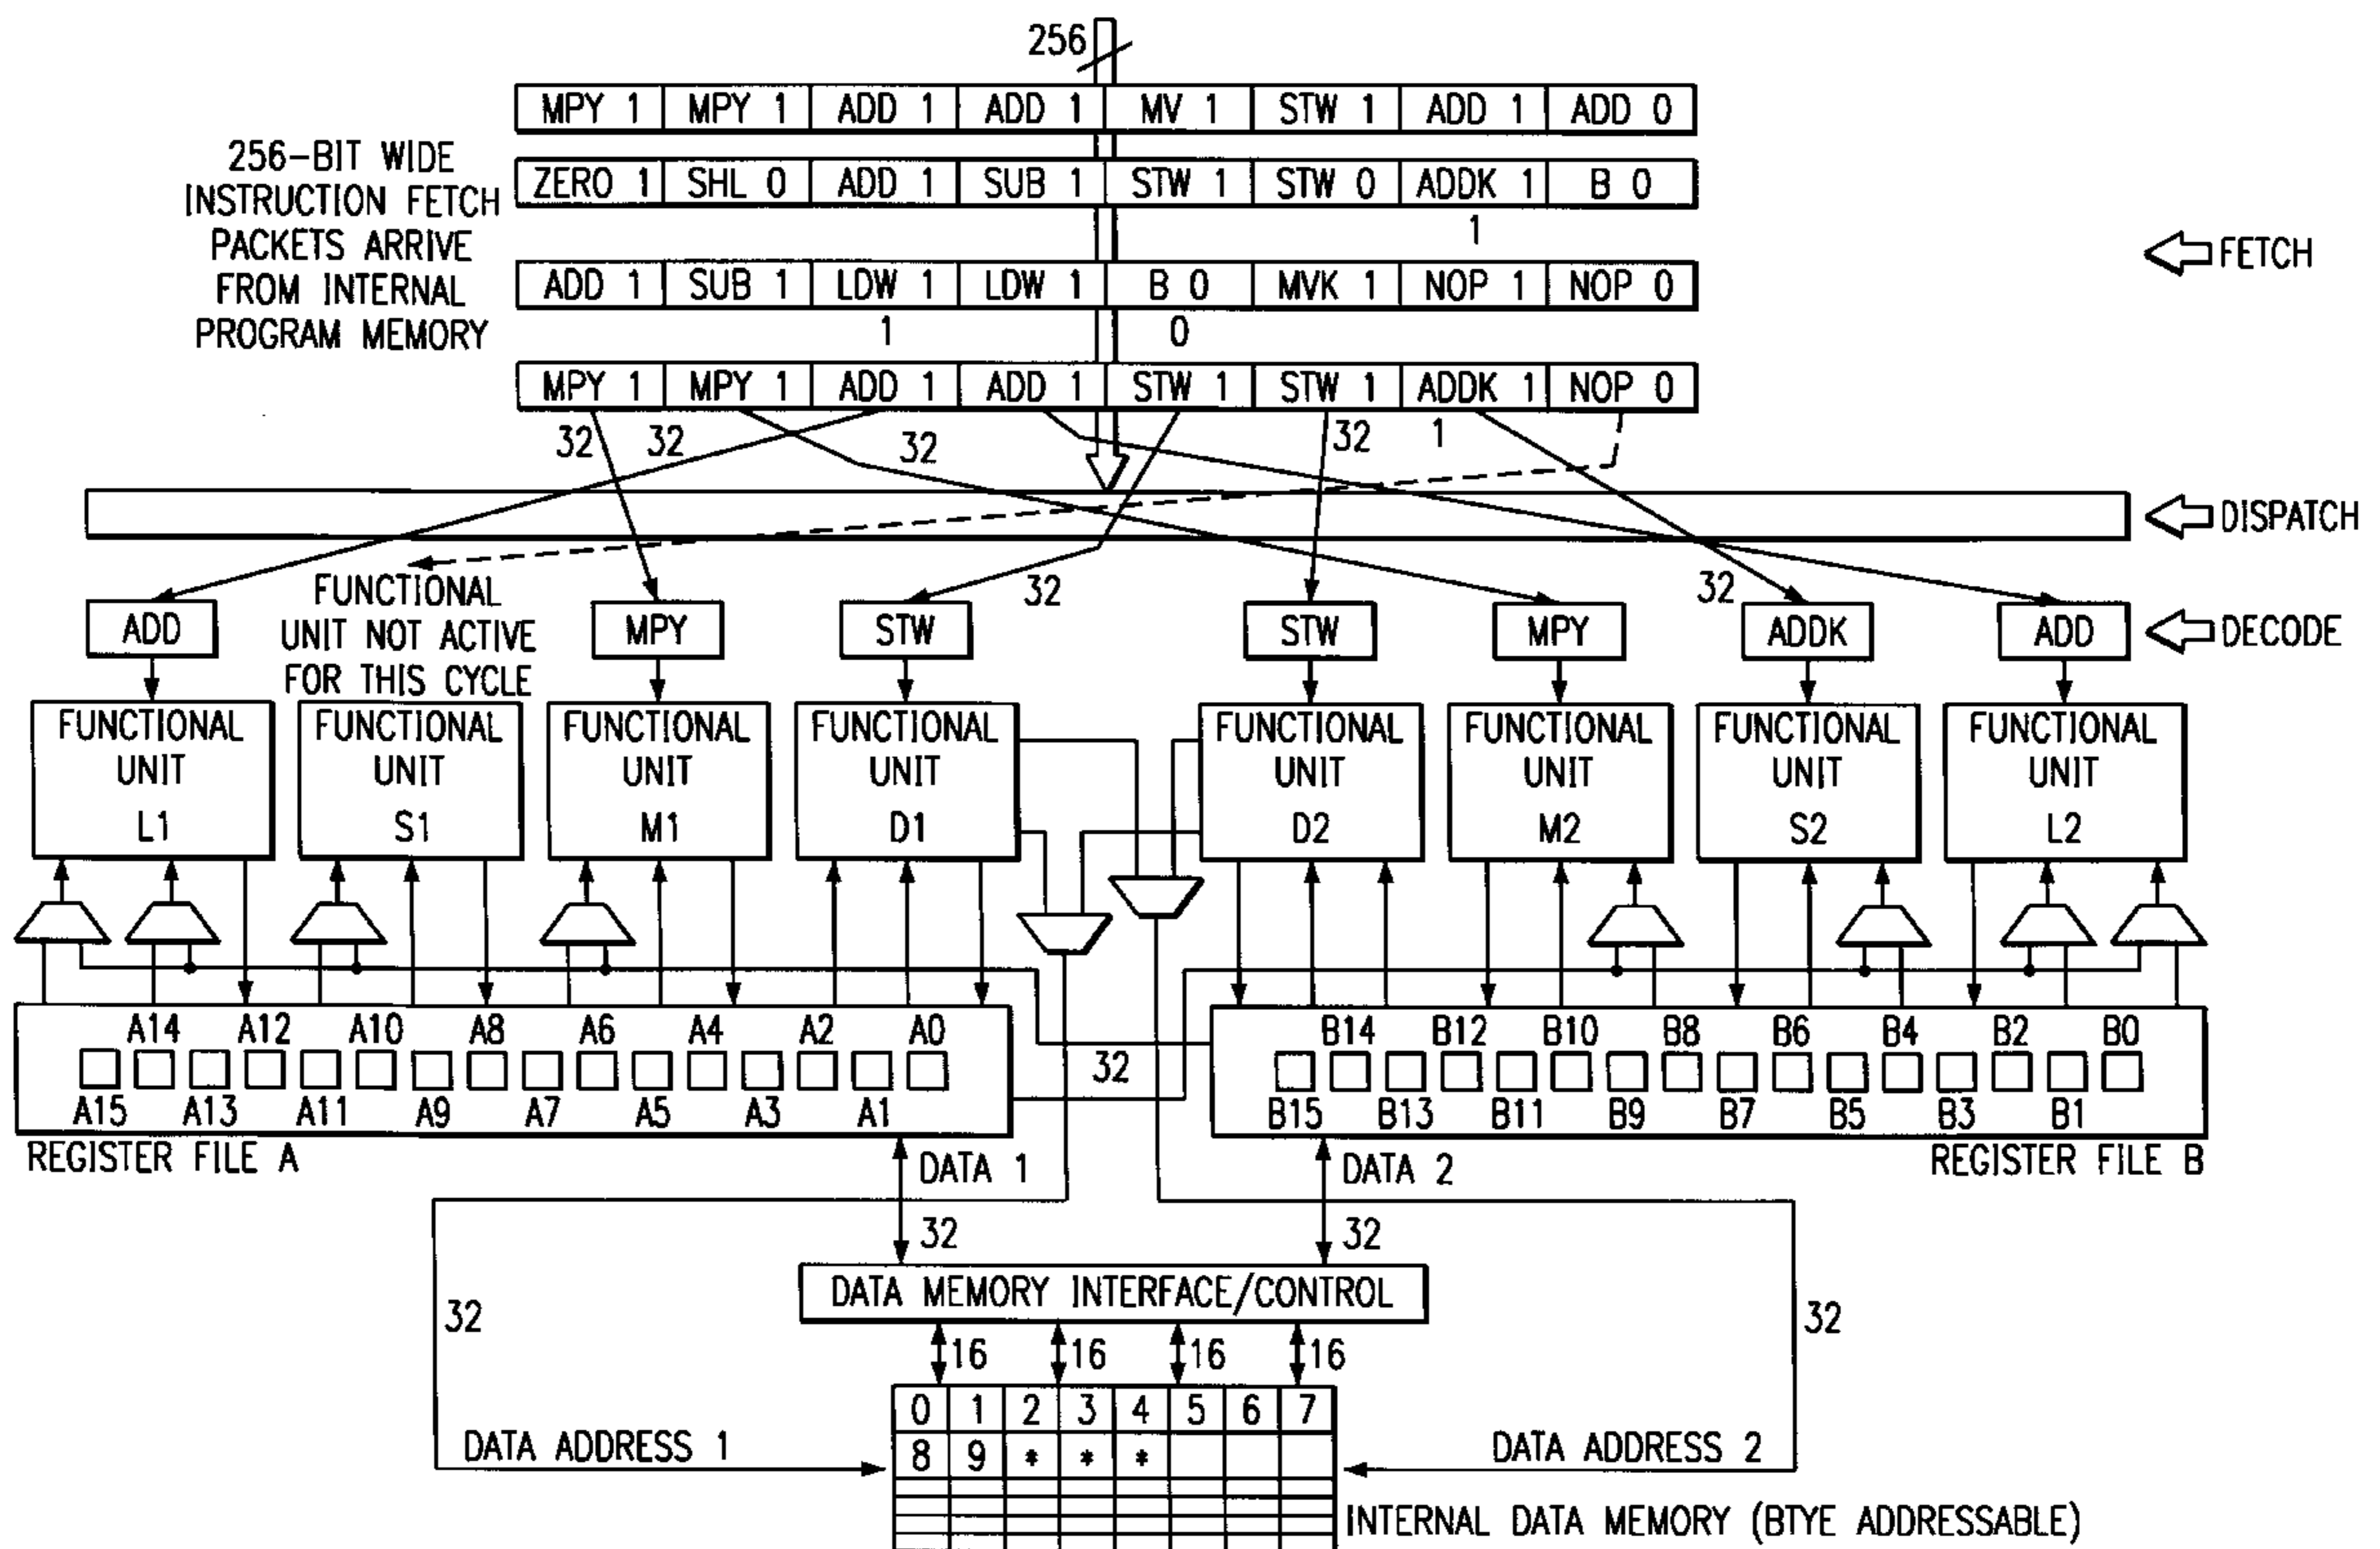 256
MPY 1 MPY 1 ADD 1 ADD 1 MV 1 STW 1 ADD 1 ADD 0
256-BIT WIDE
INSTRUCTION FETCH
PACKETS ARRIVE
FROM INTERNAL
PROGRAM MEMORY
ZERO 1 SHL 0 ADD 1 SUB 1 STW 1 STW 0 ADDK 1 B 0
1
FETCH
ADD 1 SUB 1 LDW 1 LDW 1 B 0 MVK 1 NOP 1 NOP 0
1 0
MPY 1 MPY 1 ADD 1 ADD 1 STW 1 STW 1 ADDK 1 NOP 0
32 32 32 32 1
DISPATCH
FUNCTIONAL
UNIT NOT ACTIVE
FOR THIS CYCLE
32 32
ADD MPY STW STW MPY ADDK ADD
DECODE
FUNCTIONAL
UNIT
L1
FUNCTIONAL
UNIT
S1
FUNCTIONAL
UNIT
M1
FUNCTIONAL
UNIT
D1
FUNCTIONAL
UNIT
D2
FUNCTIONAL
UNIT
M2
FUNCTIONAL
UNIT
S2
FUNCTIONAL
UNIT
L2
A14 A12 A10 A8 A6 A4 A2 A0
A15 A13 A11 A9 A7 A5 A3 A1
REGISTER FILE A
32
B14 B12 B10 B8 B6 B4 B2 B0
B15 B13 B11 B9 B7 B5 B3 B1
REGISTER FILE B
DATA 1 DATA 2
32 32
DATA MEMORY INTERFACE/CONTROL
32 32
16 16 16 16
0 1 2 3 4 5 6 7
8 9 * * *
DATA ADDRESS 1 DATA ADDRESS 2
INTERNAL DATA MEMORY (BTYE ADDRESSABLE)